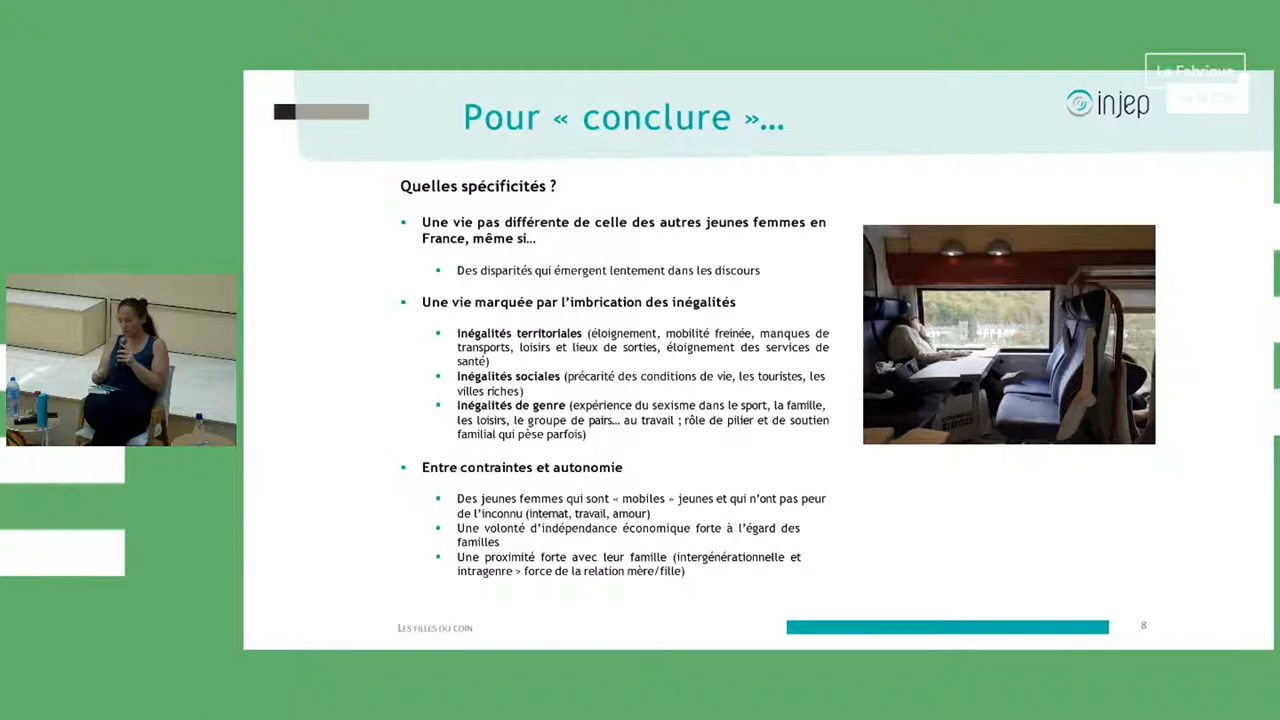 La Fabrique
injep
Pour « conclure »…
Quelles spécificités ?
▪ Une vie pas différente de celle des autres jeunes femmes en
France, même si…
▪ Des disparités qui émergent lentement dans les discours
▪ Une vie marquée par l'imbrication des inégalités
▪ Inégalités territoriales (éloignement, mobilité freinée, manques de
transports, loisirs et lieux de sorties, éloignement des services de
santé)
▪ Inégalités sociales (précarité des conditions de vie, les touristes, les
villes riches)
▪ Inégalités de genre (expérience du sexisme dans le sport, la famille,
les loisirs, le groupe de pairs… au travail ; rôle de pilier et de soutien
familial qui pèse parfois)
▪ Entre contraintes et autonomie
▪ Des jeunes femmes qui sont « mobiles » jeunes et qui n'ont pas peur
de l'inconnu (internat, travail, amour)
▪ Une volonté d'indépendance économique forte à l'égard des
familles
▪ Une proximité forte avec leur famille (intergénérationnelle et
intragenre > force de la relation mère/fille)
LES FILLES DU COIN
8